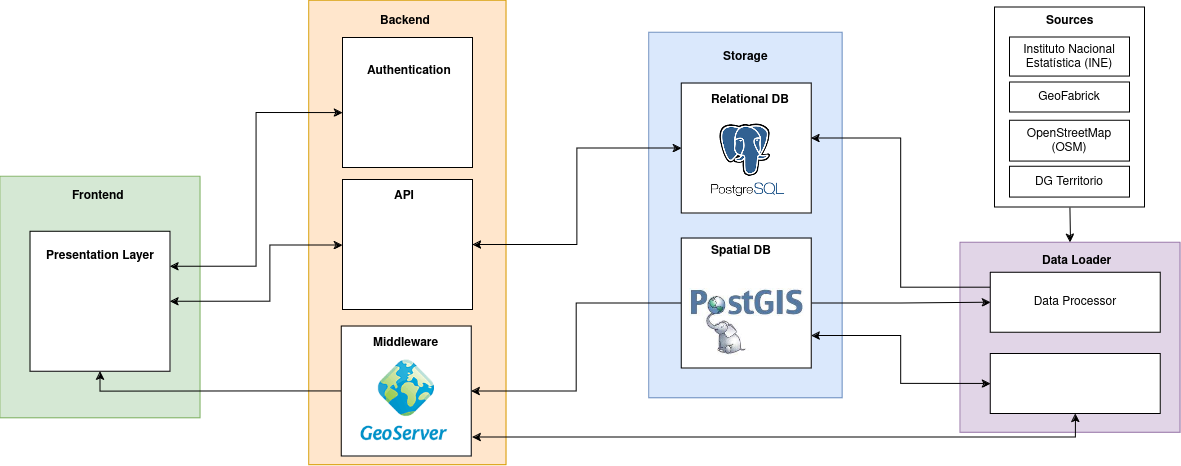 Frontend
Presentation Layer
Backend
Authentication
API
Middleware
GeoServer
Storage
Relational DB
PostgreSQL
Spatial DB
PostGIS
Sources
Instituto Nacional
Estatística (INE)
GeoFabrick
OpenStreetMap
(OSM)
DG Territorio
Data Loader
Data Processor